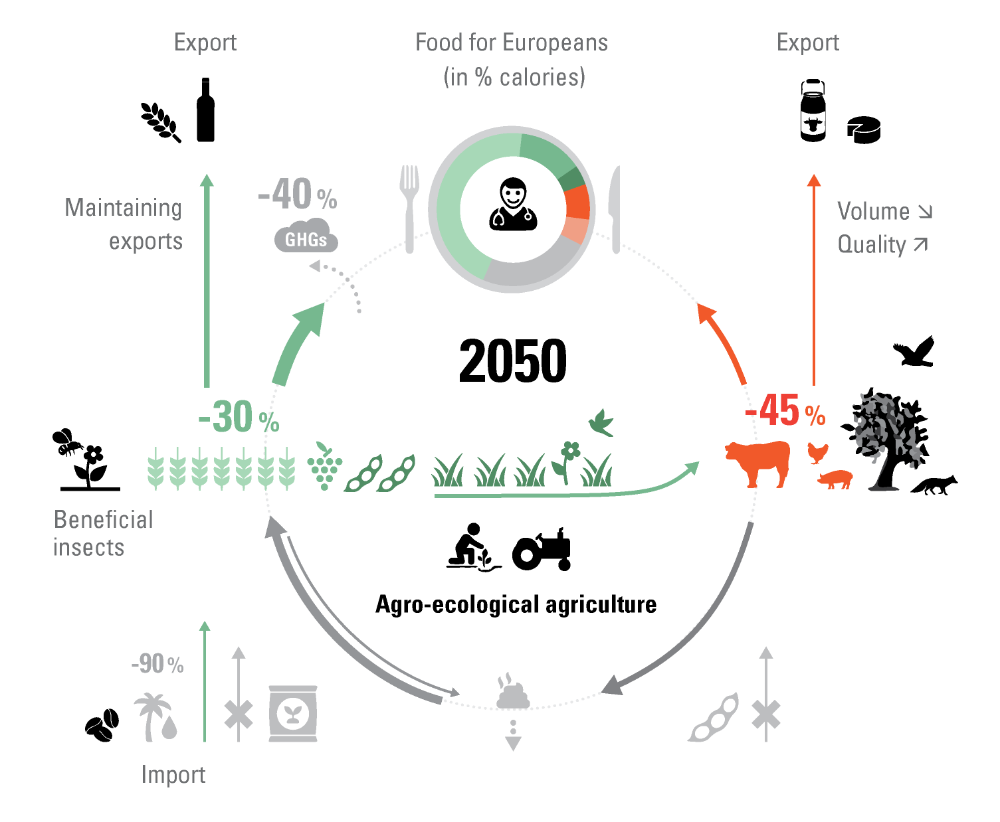 Export
Food for Europeans
(in % calories)
Export
-40 %
GHGs
Maintaining
exports
Volume ↘
Quality ↗
2050
-30 %
-45 %
Beneficial
insects
Agro-ecological agriculture
-90 %
Import